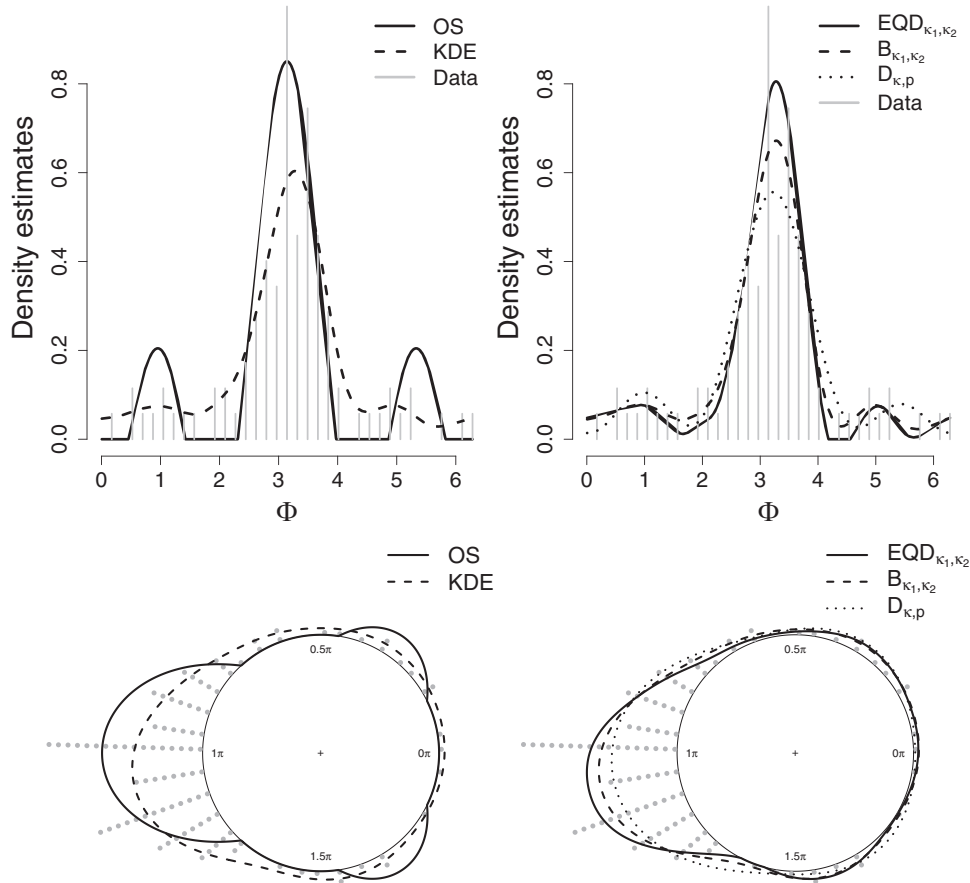 OS
KDE
Data
Density estimates
0.0 0.2 0.4 0.6 0.8
0 1 2 3 4 5 6
Φ
EQDκ₁,κ₂
Bκ₁,κ₂
Dκ,p
Data
Density estimates
0.0 0.2 0.4 0.6 0.8
0 1 2 3 4 5 6
Φ
OS
KDE
0.5π
1π + 0π
1.5π
EQDκ₁,κ₂
Bκ₁,κ₂
Dκ,p
0.5π
1π + 0π
1.5π